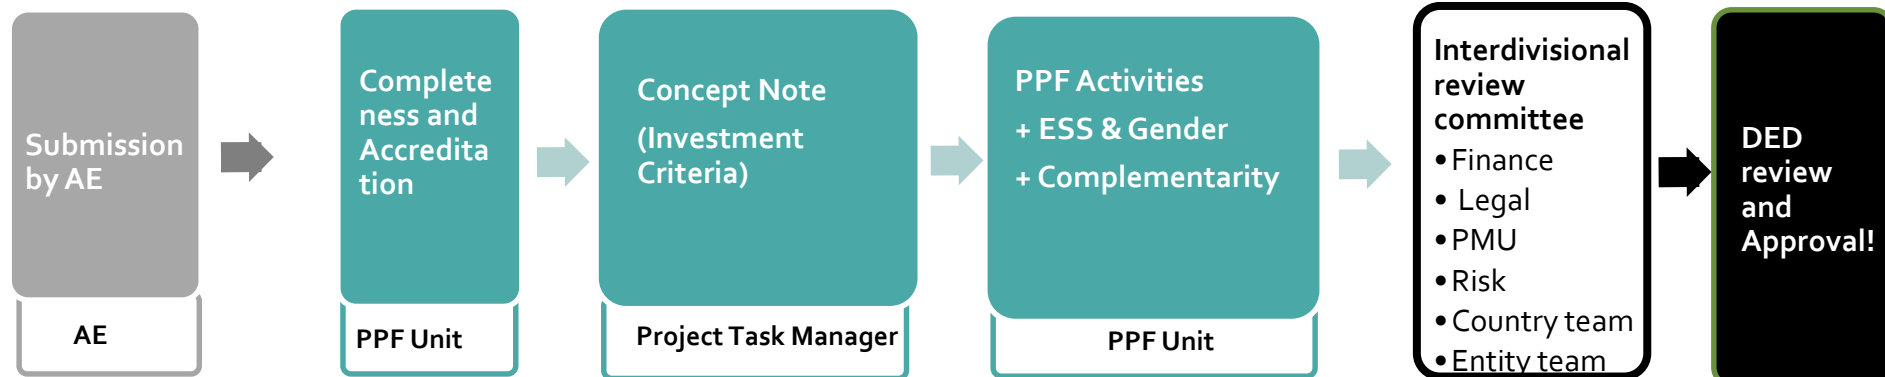 Submission
by AE
AE
Complete
ness and
Accredita
tion
PPF Unit
Concept Note
(Investment
Criteria)
Project Task Manager
PPF Activities
+ ESS & Gender
+ Complementarity
PPF Unit
Interdivisional
review
committee
•Finance
• Legal
•PMU
•Risk
•Country team
•Entity team
DED
review
and
Approval!